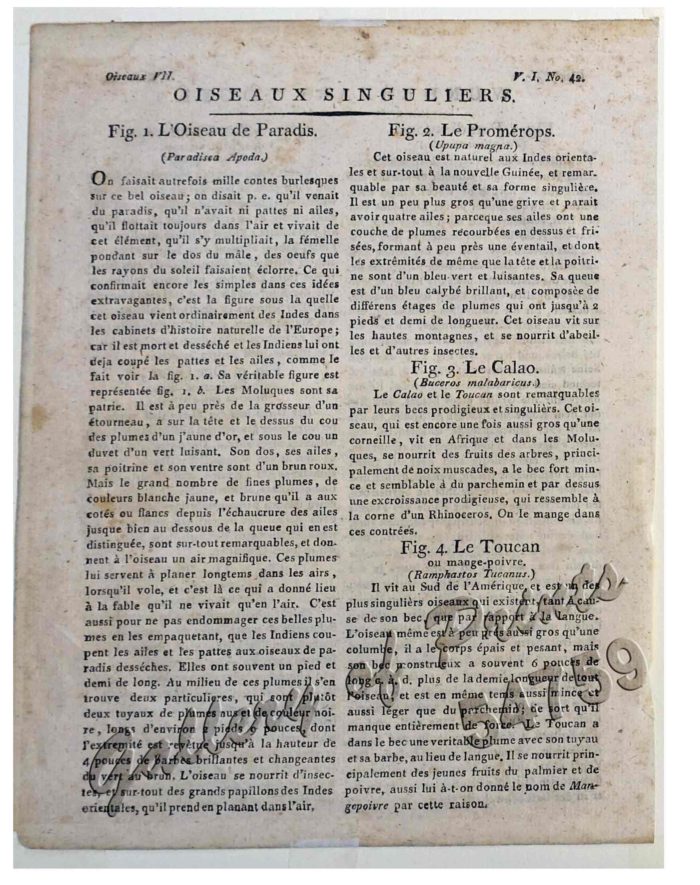 Oiseaux VII.
V. I. No. 42.
OISEAUX SINGULIERS.
Fig. 1. L'Oiseau de Paradis.
(Paradisea Apoda.)
On faisait autrefois mille contes burlesques
sur ce bel oiseau; on disait p. e. qu'il venait
du paradis, qu'il n'avait ni pattes ni ailes,
qu'il flottait toujours dans l'air et vivait de
cet élément, qu'il s'y multipliait, la fémelle
pondant sur le dos du mâle, des oeufs que
les rayons du soleil faisaient éclorre. Ce qui
confirmait encore les simples dans ces idées
extravagantes, c'est la figure sous la quelle
cet oiseau vient ordinairement des Indes dans
les cabinets d'histoire naturelle de l'Europe;
car il est mort et desséché et les Indiens lui ont
deja coupé les pattes et les ailes, comme le
fait voir la fig. 1. a. Sa véritable figure est
représentée fig. 1. b. Les Moluques sont sa
patrie. Il est à peu près de la grosseur d'un
étourneau, a sur la tête et le dessus du cou
des plumes d'un j'aune d'or, et sous le cou un
duvet d'un vert luisant. Son dos, ses ailes,
sa poitrine et son ventre sont d'un brun roux.
Mais le grand nombre de fines plumes, de
couleurs blanche jaune, et brune qu'il a aux
cotés ou flancs depuis l'échaucrure des ailes
jusque bien au dessous de la queue qui en est
distinguée, sont sur-tout remarquables, et don-
nent à l'oiseau un air magnifique. Ces plumes
lui servent à planer longtems dans les airs,
lorsqu'il vole, et c'est là ce qui a donné lieu
à la fable qu'il ne vivait qu'en l'air. C'est
aussi pour ne pas endommager ces belles plu-
mes en les empaquetant, que les Indiens cou-
pent les ailes et les pattes aux oiseaux de pa-
radis desséches. Elles ont souvent un pied et
demi de long. Au milieu de ces plumes il s'en
trouve deux particulieres, qui sont plutôt
deux tuyaux de plumes aus et de couleur noi-
re, longs d'environ 2 pieds 9 pouces, dont
l'extrémité est revêtue jusqu'à la hauteur de
4 pouces de barbes brillantes et changeantes
du vert au brun. L'oiseau se nourrit d'insec-
tes, et sur-tout des grands papillons des Indes
orientales, qu'il prend en planant dans l'air.
Fig. 2. Le Promérops.
(Upupa magna.)
Cet oiseau est naturel aux Indes orienta-
les et sur-tout à la nouvelle Guinée, et remar-
quable par sa beauté et sa forme singulière.
Il est un peu plus gros qu'une grive et parait
avoir quatre ailes; parceque ses ailes ont une
couche de plumes recourbées en dessus et fri-
sées, formant à peu près une éventail, et dont
les extrêmités de même que la tête et la poitri-
ne sont d'un bleu-vert et luisantes. Sa queue
est d'un bleu calybé brillant, et composée de
différens étages de plumes qui ont jusqu'à 2
pieds et demi de longueur. Cet oiseau vit sur
les hautes montagnes, et se nourrit d'abeil-
les et d'autres insectes.
Fig. 3. Le Calao.
(Buceros malabaricus.)
Le Calao et le Toucan sont remarquables
par leurs becs prodigieux et singuliérs. Cet oi-
seau, qui est encore une fois aussi gros qu'une
corneille, vit en Afrique et dans les Molu-
ques, se nourrit des fruits des arbres, princi-
palement de noix muscades, a le bec fort min-
ce et semblable à du parchemin et par dessus
une excroissance prodigieuse, qui ressemble à
la corne d'un Rhinoceros. On le mange dans
ces contrées.
Fig. 4. Le Toucan
ou mange-poivre.
(Ramphastos Tucanus.)
Il vit au Sud de l'Amérique, et est un des
plus singuliérs oiseaux qui existent, tant à cau-
se de son bec, que par rapport à la langue.
L'oiseau même est à peu près aussi gros qu'une
columbe, il a le corps épais et pesant, mais
son bec monstrueux a souvent 6 pouces de
long c. à. d. plus de la demie longueur de tout
l'oiseau, et est en même tems aussi mince et
aussi léger que du parchemin; de sort qu'il
manque entièrement de force. Le Toucan a
dans le bec une veritable plume avec son tuyau
et sa barbe, au lieu de langue. Il se nourrit prin-
cipalement des jeunes fruits du palmier et de
poivre, aussi lui à-t-on donné le nom de Man-
gepoivre par cette raison.